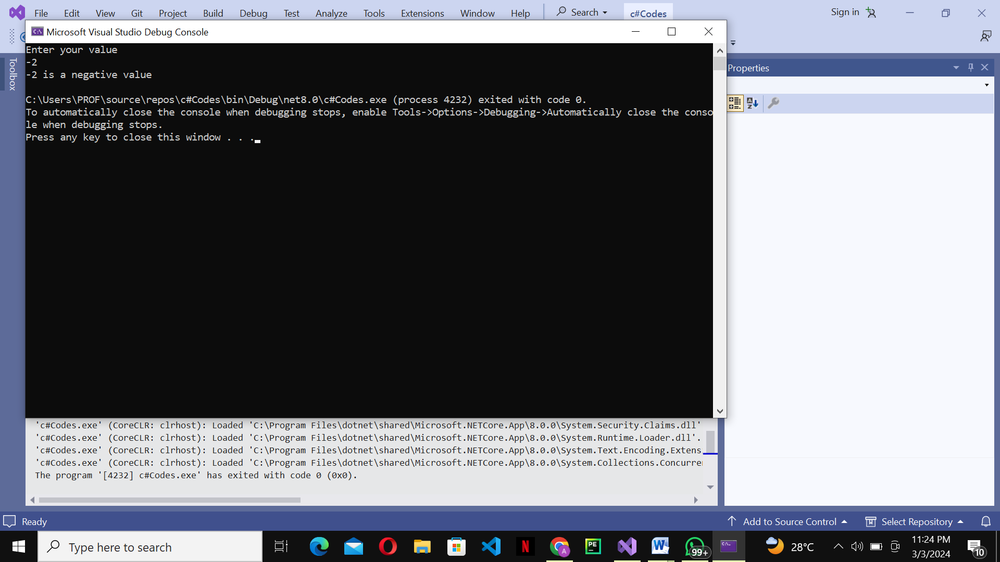 File Edit View Git Project Build Debug Test Analyze Tools Extensions Window Help Search c#Codes Sign in
Microsoft Visual Studio Debug Console
Toolbox
Enter your value
-2
-2 is a negative value
C:\Users\PROF\source\repos\c#Codes\bin\Debug\net8.0\c#Codes.exe (process 4232) exited with code 0.
To automatically close the console when debugging stops, enable Tools->Options->Debugging->Automatically close the conso
le when debugging stops.
Press any key to close this window . . .
Properties
'c#Codes.exe' (CoreCLR: clrhost): Loaded 'C:\Program Files\dotnet\shared\Microsoft.NETCore.App\8.0.0\System.Security.Claims.dll'
'c#Codes.exe' (CoreCLR: clrhost): Loaded 'C:\Program Files\dotnet\shared\Microsoft.NETCore.App\8.0.0\System.Runtime.Loader.dll'.
'c#Codes.exe' (CoreCLR: clrhost): Loaded 'C:\Program Files\dotnet\shared\Microsoft.NETCore.App\8.0.0\System.Text.Encoding.Extens
'c#Codes.exe' (CoreCLR: clrhost): Loaded 'C:\Program Files\dotnet\shared\Microsoft.NETCore.App\8.0.0\System.Collections.Concurre
The program '[4232] c#Codes.exe' has exited with code 0 (0x0).
Ready Add to Source Control Select Repository
Type here to search
99+
28°C
11:24 PM
3/3/2024
10